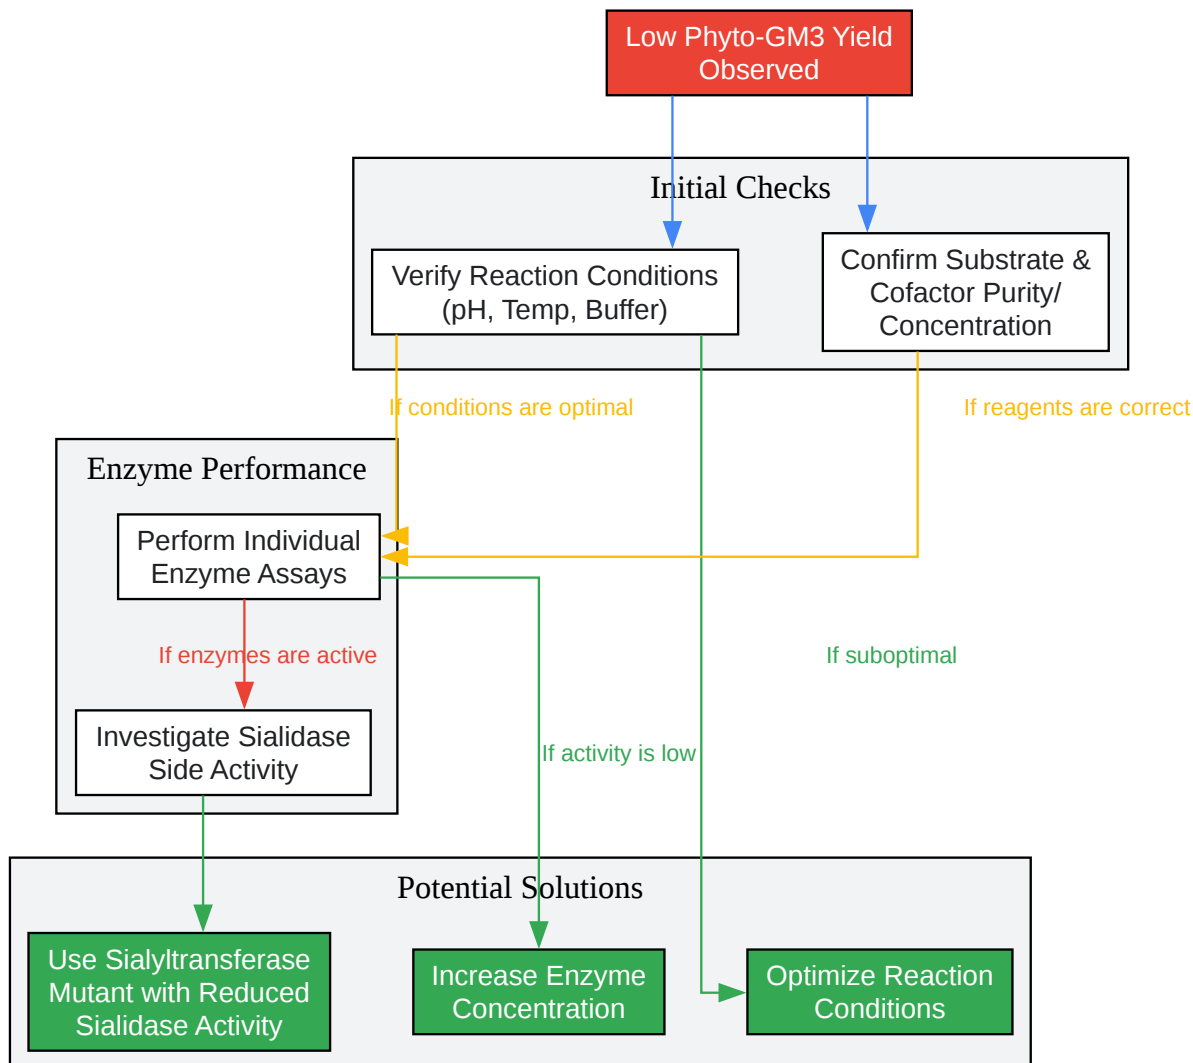 Low Phyto-GM3 Yield
Observed
Initial Checks
Verify Reaction Conditions
(pH, Temp, Buffer)
Confirm Substrate &
Cofactor Purity/
Concentration
If conditions are optimal
If reagents are correct
Enzyme Performance
Perform Individual
Enzyme Assays
If enzymes are active
If suboptimal
Investigate Sialidase
Side Activity
If activity is low
Potential Solutions
Use Sialyltransferase
Mutant with Reduced
Sialidase Activity
Increase Enzyme
Concentration
Optimize Reaction
Conditions